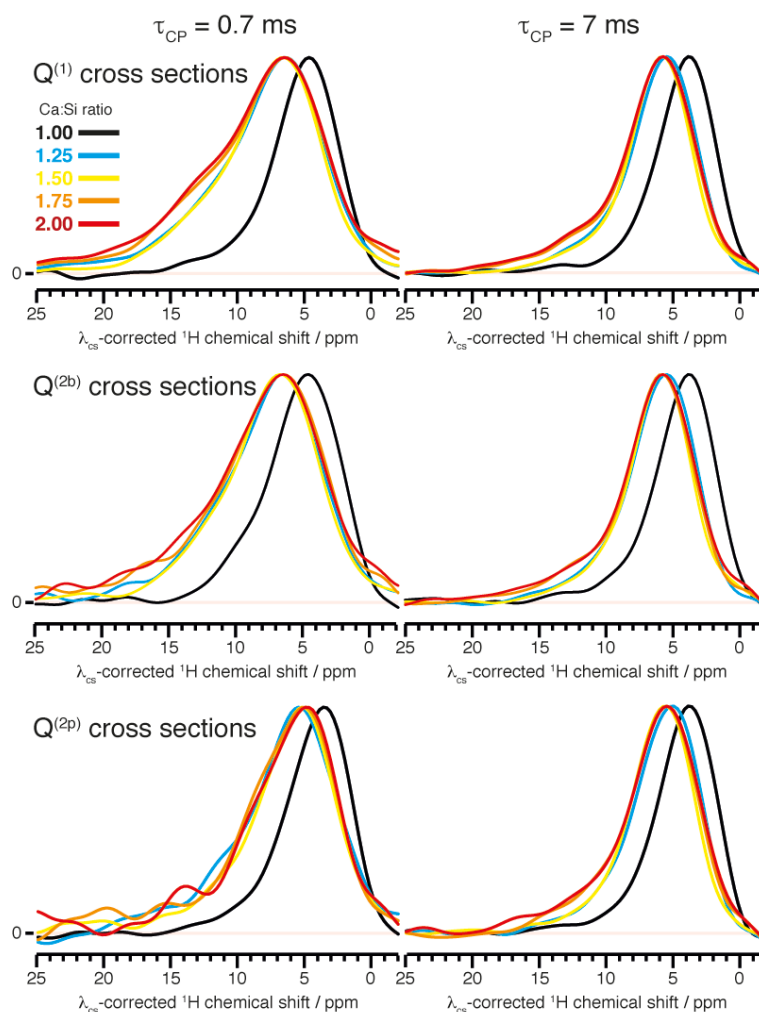 τCP = 0.7 ms
τCP = 7 ms
Q(1) cross sections
Ca:Si ratio
1.00
1.25
1.50
1.75
2.00
0
25 20 15 10 5 0
25 20 15 10 5 0
λcs-corrected 1H chemical shift / ppm
λcs-corrected 1H chemical shift / ppm
Q(2b) cross sections
0
25 20 15 10 5 0
25 20 15 10 5 0
λcs-corrected 1H chemical shift / ppm
λcs-corrected 1H chemical shift / ppm
Q(2p) cross sections
0
25 20 15 10 5 0
25 20 15 10 5 0
λcs-corrected 1H chemical shift / ppm
λcs-corrected 1H chemical shift / ppm